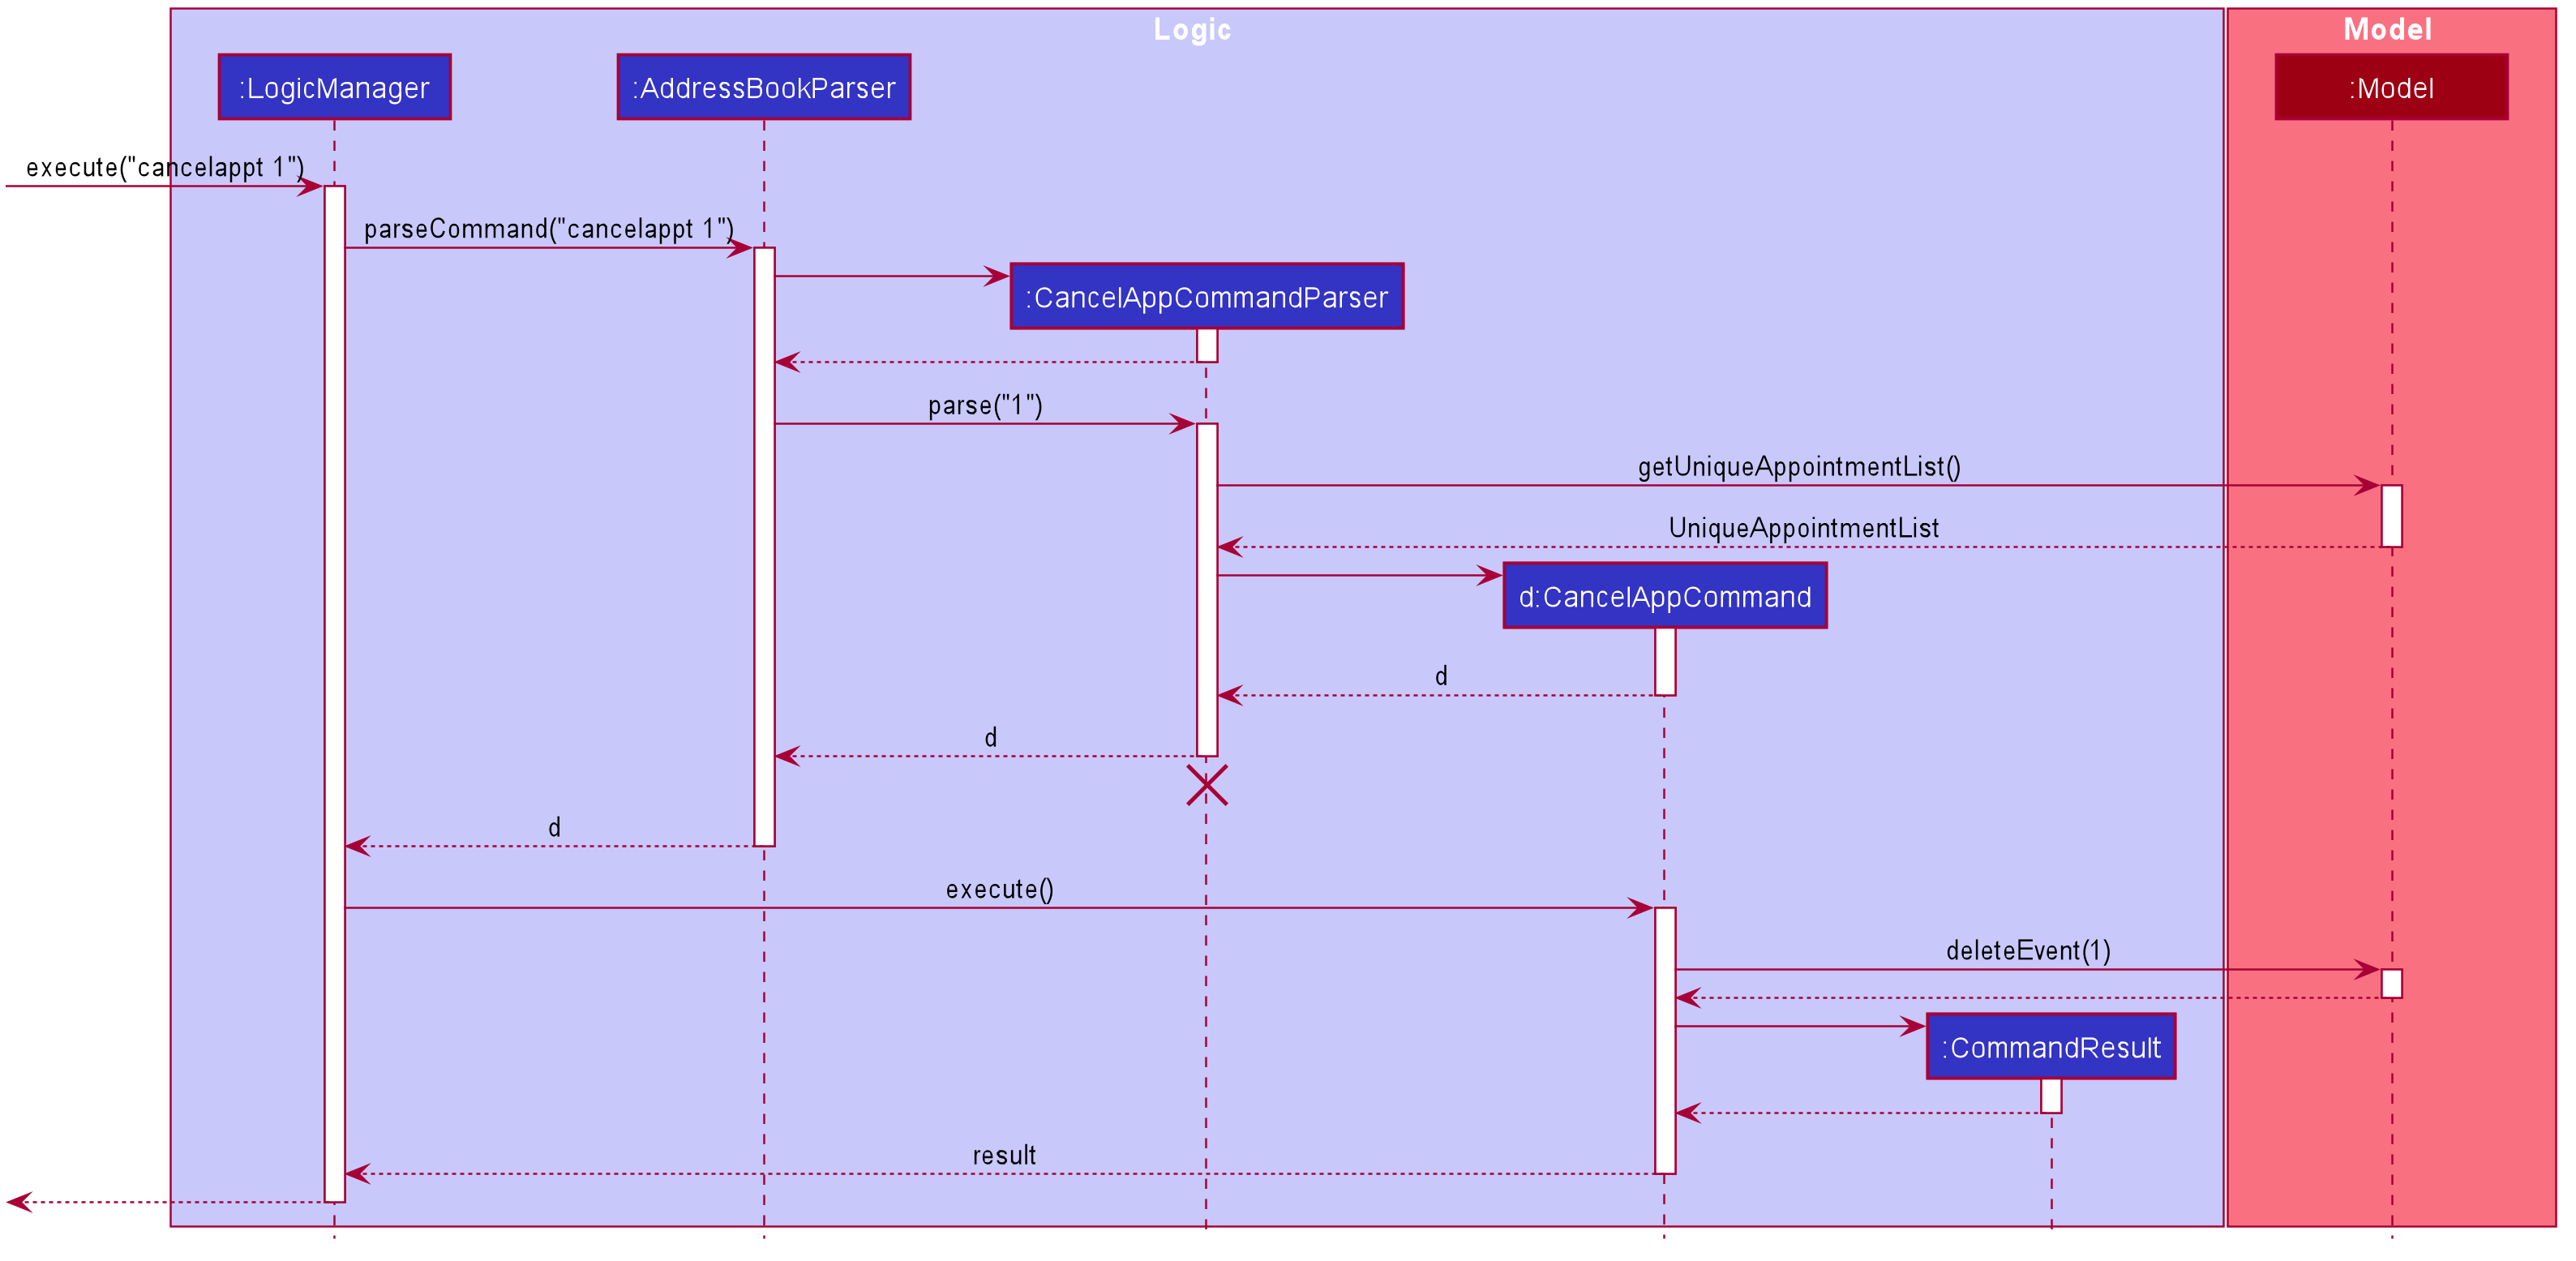 Logic
Model
:LogicManager
:AddressBookParser
:Model
execute("cancelappt 1")
parseCommand("cancelappt 1")
:CancelAppCommandParser
parse("1")
getUniqueAppointmentList()
UniqueAppointmentList
d:CancelAppCommand
d
d
d
execute()
deleteEvent(1)
:CommandResult
result